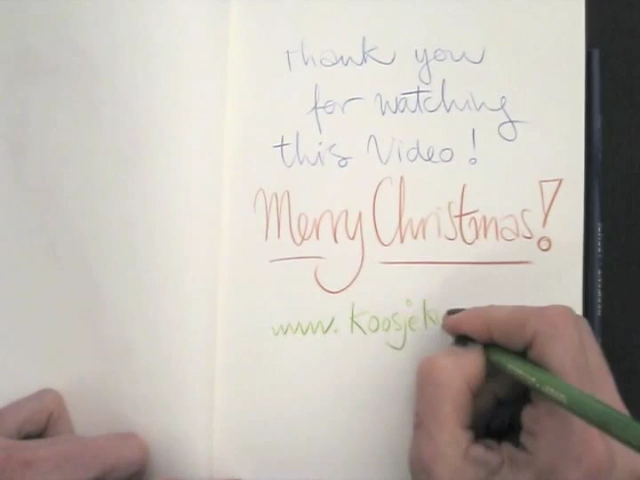 Thank you
for watching
this Video!
Merry Christmas!
www.koosjek